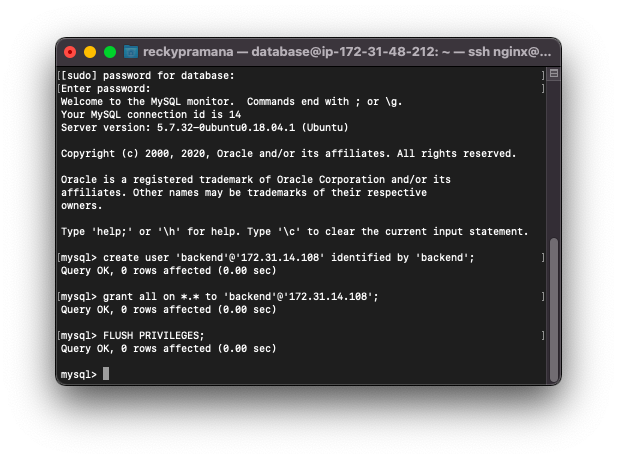 reckypramana — database@ip-172-31-48-212: ~ — ssh nginx@...
[[sudo] password for database: ]
[Enter password: ]
Welcome to the MySQL monitor.  Commands end with ; or \g.
Your MySQL connection id is 14
Server version: 5.7.32-0ubuntu0.18.04.1 (Ubuntu)
Copyright (c) 2000, 2020, Oracle and/or its affiliates. All rights reserved.
Oracle is a registered trademark of Oracle Corporation and/or its
affiliates. Other names may be trademarks of their respective
owners.
Type 'help;' or '\h' for help. Type '\c' to clear the current input statement.
[mysql> create user 'backend'@'172.31.14.108' identified by 'backend'; ]
Query OK, 0 rows affected (0.00 sec)
[mysql> grant all on *.* to 'backend'@'172.31.14.108'; ]
Query OK, 0 rows affected (0.00 sec)
[mysql> FLUSH PRIVILEGES; ]
Query OK, 0 rows affected (0.00 sec)
mysql>